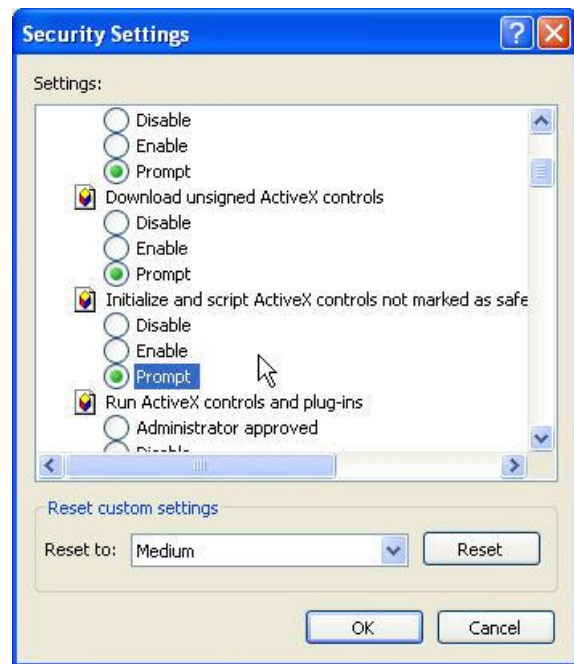 Security Settings
Settings:
Disable
Enable
Prompt
Download unsigned ActiveX controls
Disable
Enable
Prompt
Initialize and script ActiveX controls not marked as safe
Disable
Enable
Prompt
Run ActiveX controls and plug-ins
Administrator approved
Disable
Reset custom settings
Reset to: Medium Reset
OK Cancel